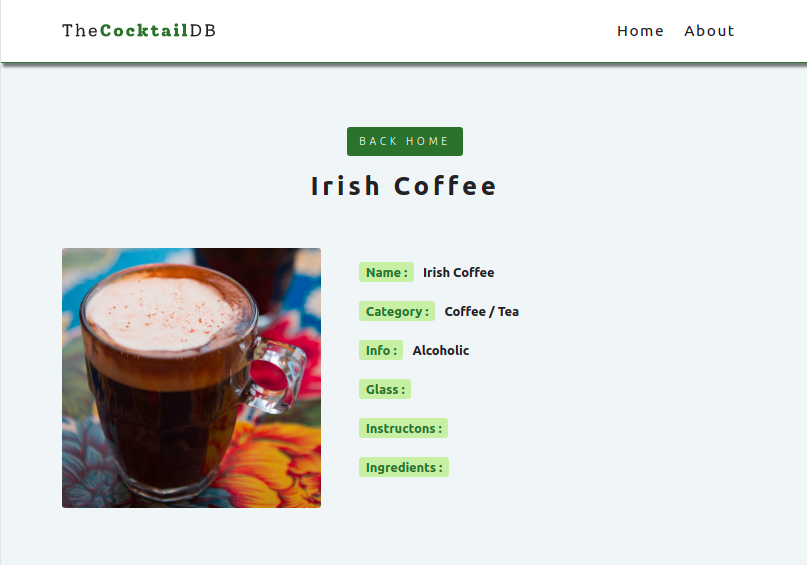 TheCocktailDB
Home About
BACK HOME
Irish Coffee
Name : Irish Coffee
Category : Coffee / Tea
Info : Alcoholic
Glass :
Instructons :
Ingredients :